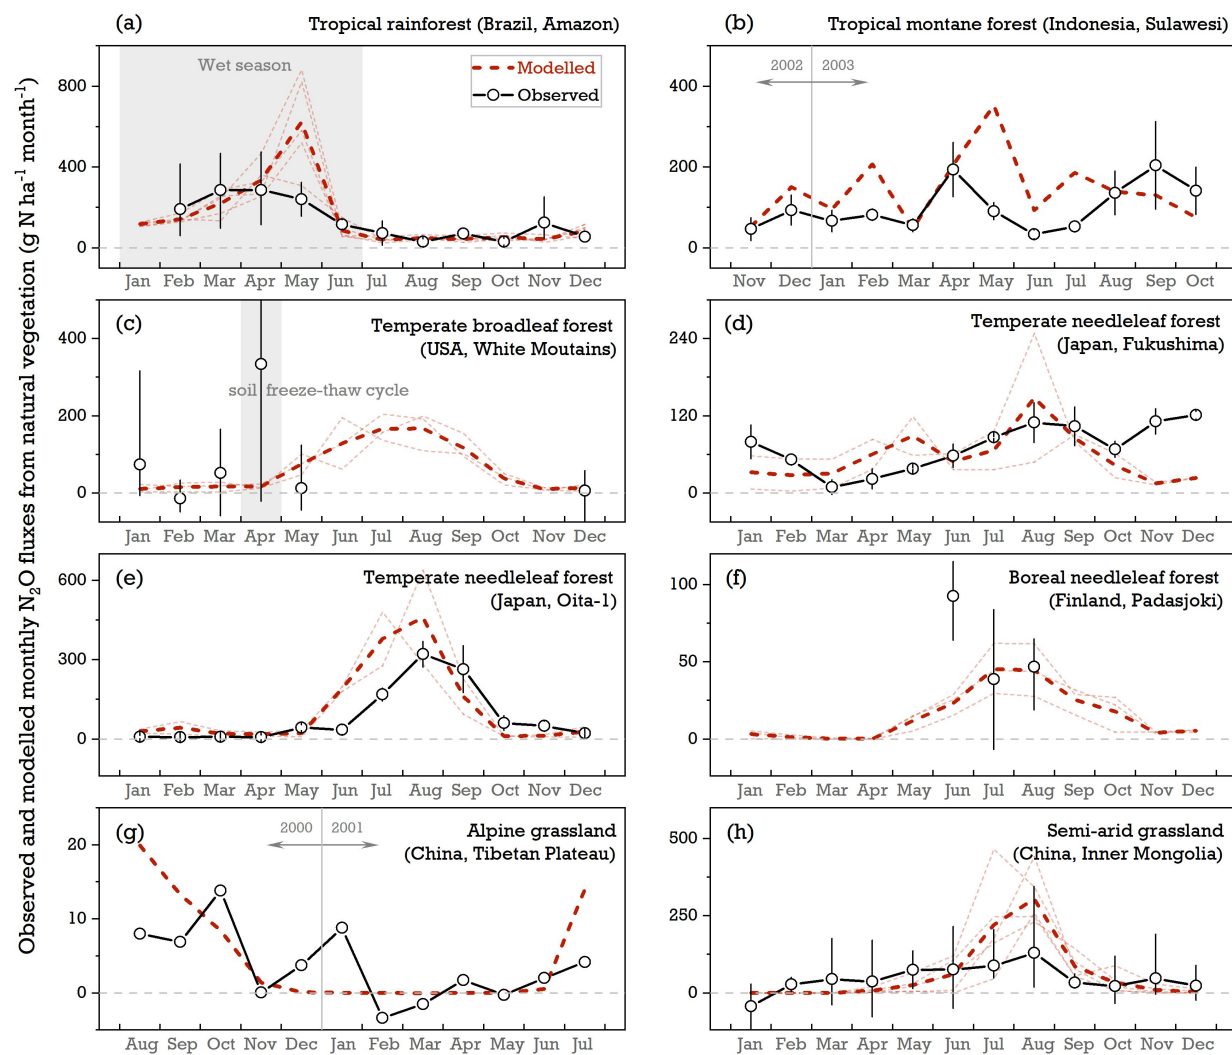 Observed and modelled monthly N₂O fluxes from natural vegetation (g N ha⁻¹ month⁻¹)
(a) Tropical rainforest (Brazil, Amazon)
Wet season
Modelled
Observed
800
400
0
Jan Feb Mar Apr May Jun Jul Aug Sep Oct Nov Dec
(b) Tropical montane forest (Indonesia, Sulawesi)
2002 2003
400
200
0
Nov Dec Jan Feb Mar Apr May Jun Jul Aug Sep Oct
(c) Temperate broadleaf forest
(USA, White Moutains)
soil freeze-thaw cycle
400
200
0
Jan Feb Mar Apr May Jun Jul Aug Sep Oct Nov Dec
(d) Temperate needleleaf forest
(Japan, Fukushima)
240
120
0
Jan Feb Mar Apr May Jun Jul Aug Sep Oct Nov Dec
(e) Temperate needleleaf forest
(Japan, Oita-1)
600
300
0
Jan Feb Mar Apr May Jun Jul Aug Sep Oct Nov Dec
(f) Boreal needleleaf forest
(Finland, Padasjoki)
100
50
0
Jan Feb Mar Apr May Jun Jul Aug Sep Oct Nov Dec
(g) Alpine grassland
(China, Tibetan Plateau)
2000 2001
20
10
0
Aug Sep Oct Nov Dec Jan Feb Mar Apr May Jun Jul
(h) Semi-arid grassland
(China, Inner Mongolia)
500
250
0
Jan Feb Mar Apr May Jun Jul Aug Sep Oct Nov Dec